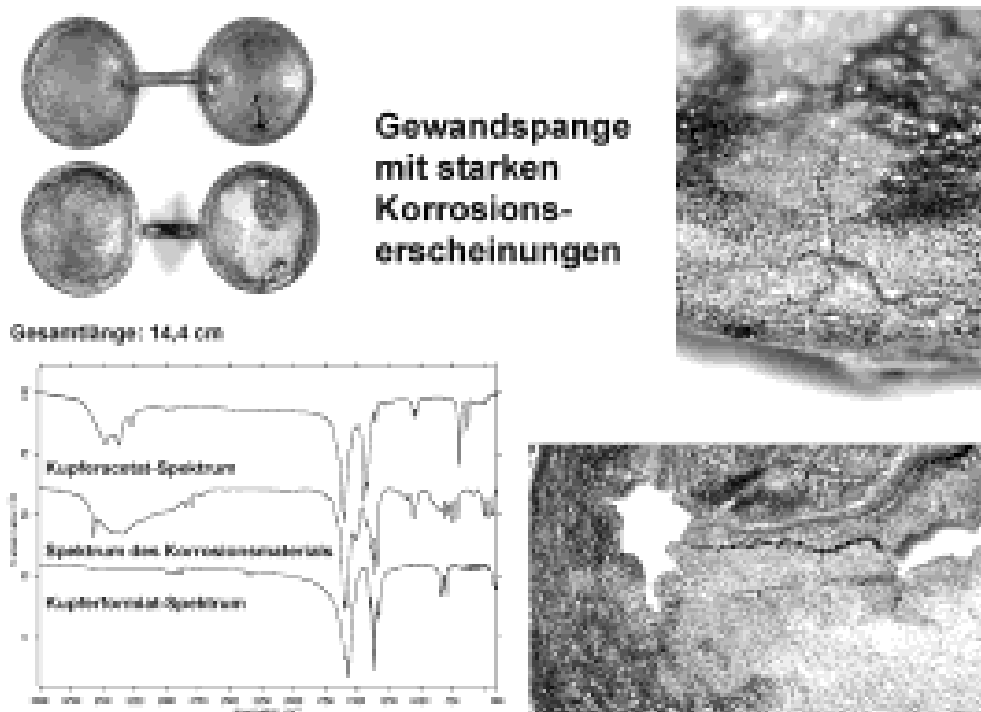 Gewandspange
mit starken
Korrosions-
erscheinungen
Gesamtlänge: 14,4 cm
Kupferacetat-Spektrum
Spektrum des Korrosionsmaterials
Kupferformiat-Spektrum